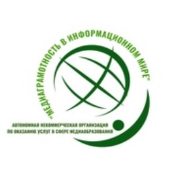 "МЕДИАГРАМОТНОСТЬ В ИНФОРМАЦИОННОМ МИРЕ"
АВТОНОМНАЯ НЕКОММЕРЧЕСКАЯ ОРГАНИЗАЦИЯ
ПО ОКАЗАНИЮ УСЛУГ В СФЕРЕ МЕДИАОБРАЗОВАНИЯ